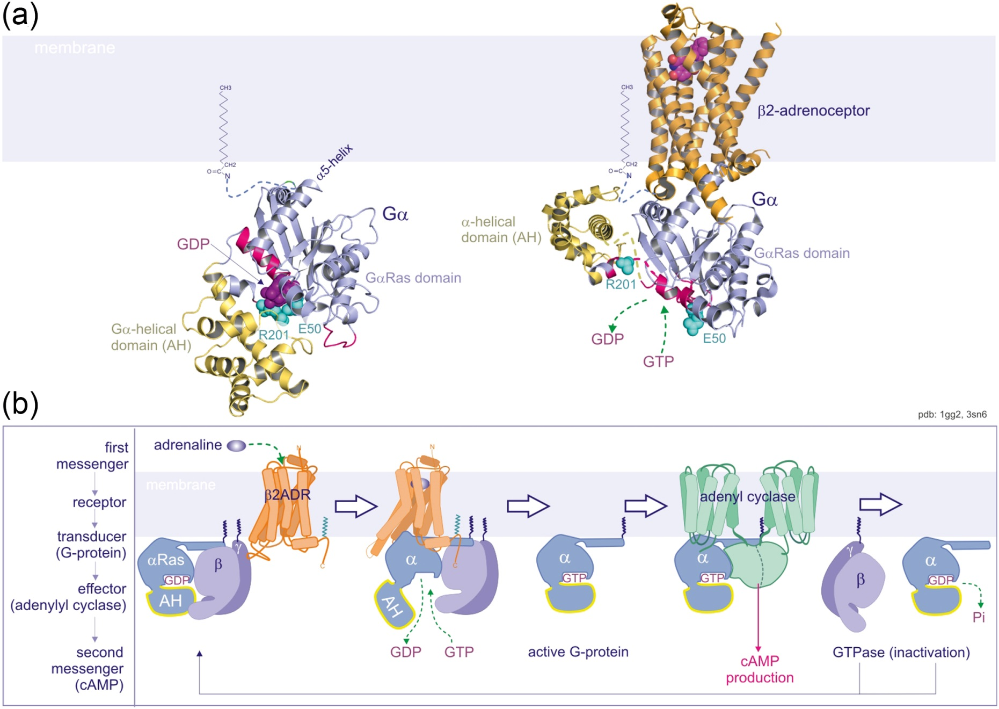 (a)
membrane
CH3
CH2
O=C
N
α5-helix
Gα
GDP
GαRas domain
Gα-helical
domain (AH)
R201
E50
CH3
CH2
O=C
N
β2-adrenoceptor
Gα
α-helical
domain (AH)
GαRas domain
R201
E50
GDP
GTP
(b)
pdb: 1gg2, 3sn6
first
messenger
receptor
transducer
(G-protein)
effector
(adenylyl cyclase)
second
messenger
(cAMP)
membrane
adrenaline
N
β2ADR
C
αRas
GDP
AH
β
γ
N
α
C
AH
GDP
GTP
α
GTP
active G-protein
adenyl cyclase
α
GTP
cAMP
production
γ
β
α
GDP
Pi
GTPase (inactivation)